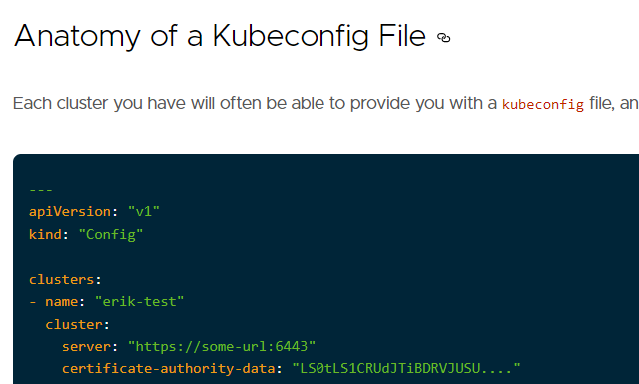 Anatomy of a Kubeconfig File
Each cluster you have will often be able to provide you with a kubeconfig file, an
---
apiVersion: "v1"
kind: "Config"
clusters:
- name: "erik-test"
cluster:
server: "https://some-url:6443"
certificate-authority-data: "LS0tLS1CRUdJTiBDRVJUSU...."